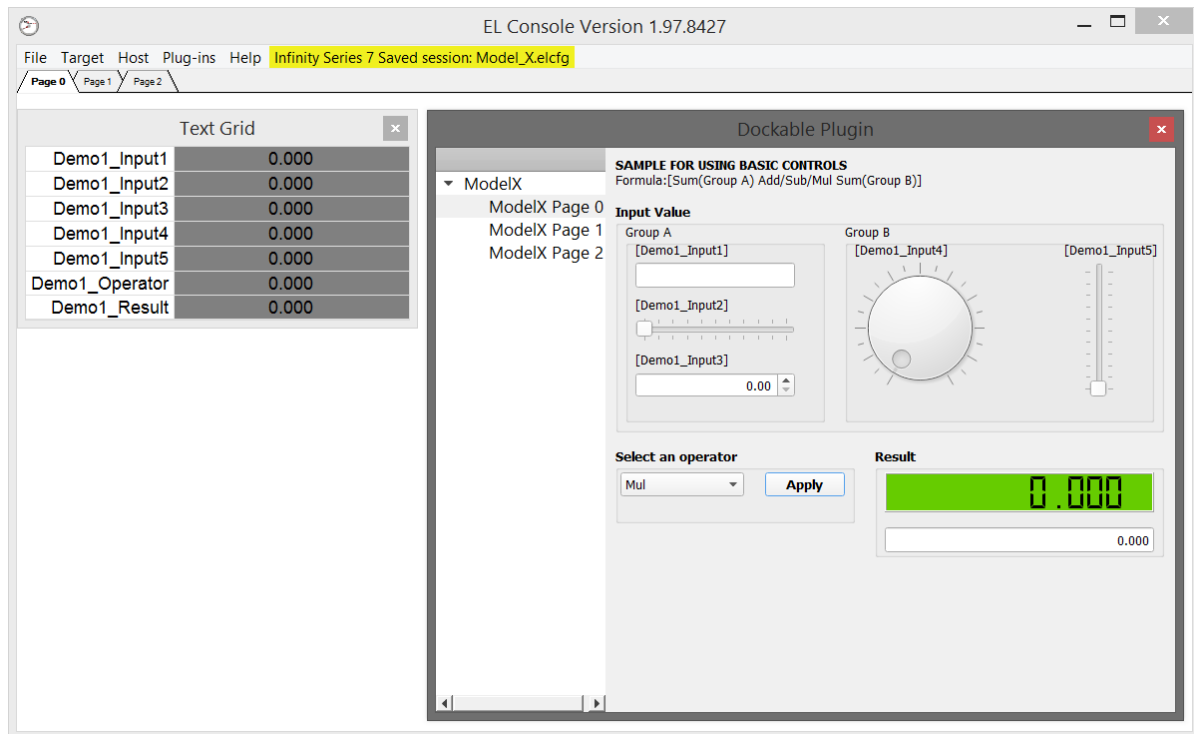 EL Console Version 1.97.8427
File Target Host Plug-ins Help Infinity Series 7 Saved session: Model_X.elcfg
Page 0 Page 1 Page 2
Text Grid
Demo1_Input1 0.000
Demo1_Input2 0.000
Demo1_Input3 0.000
Demo1_Input4 0.000
Demo1_Input5 0.000
Demo1_Operator 0.000
Demo1_Result 0.000
Dockable Plugin
ModelX
ModelX Page 0
ModelX Page 1
ModelX Page 2
SAMPLE FOR USING BASIC CONTROLS
Formula:[Sum(Group A) Add/Sub/Mul Sum(Group B)]
Input Value
Group A
[Demo1_Input1]
[Demo1_Input2]
[Demo1_Input3]
0.00
Group B
[Demo1_Input4]
[Demo1_Input5]
Select an operator
Mul Apply
Result
0.000
0.000